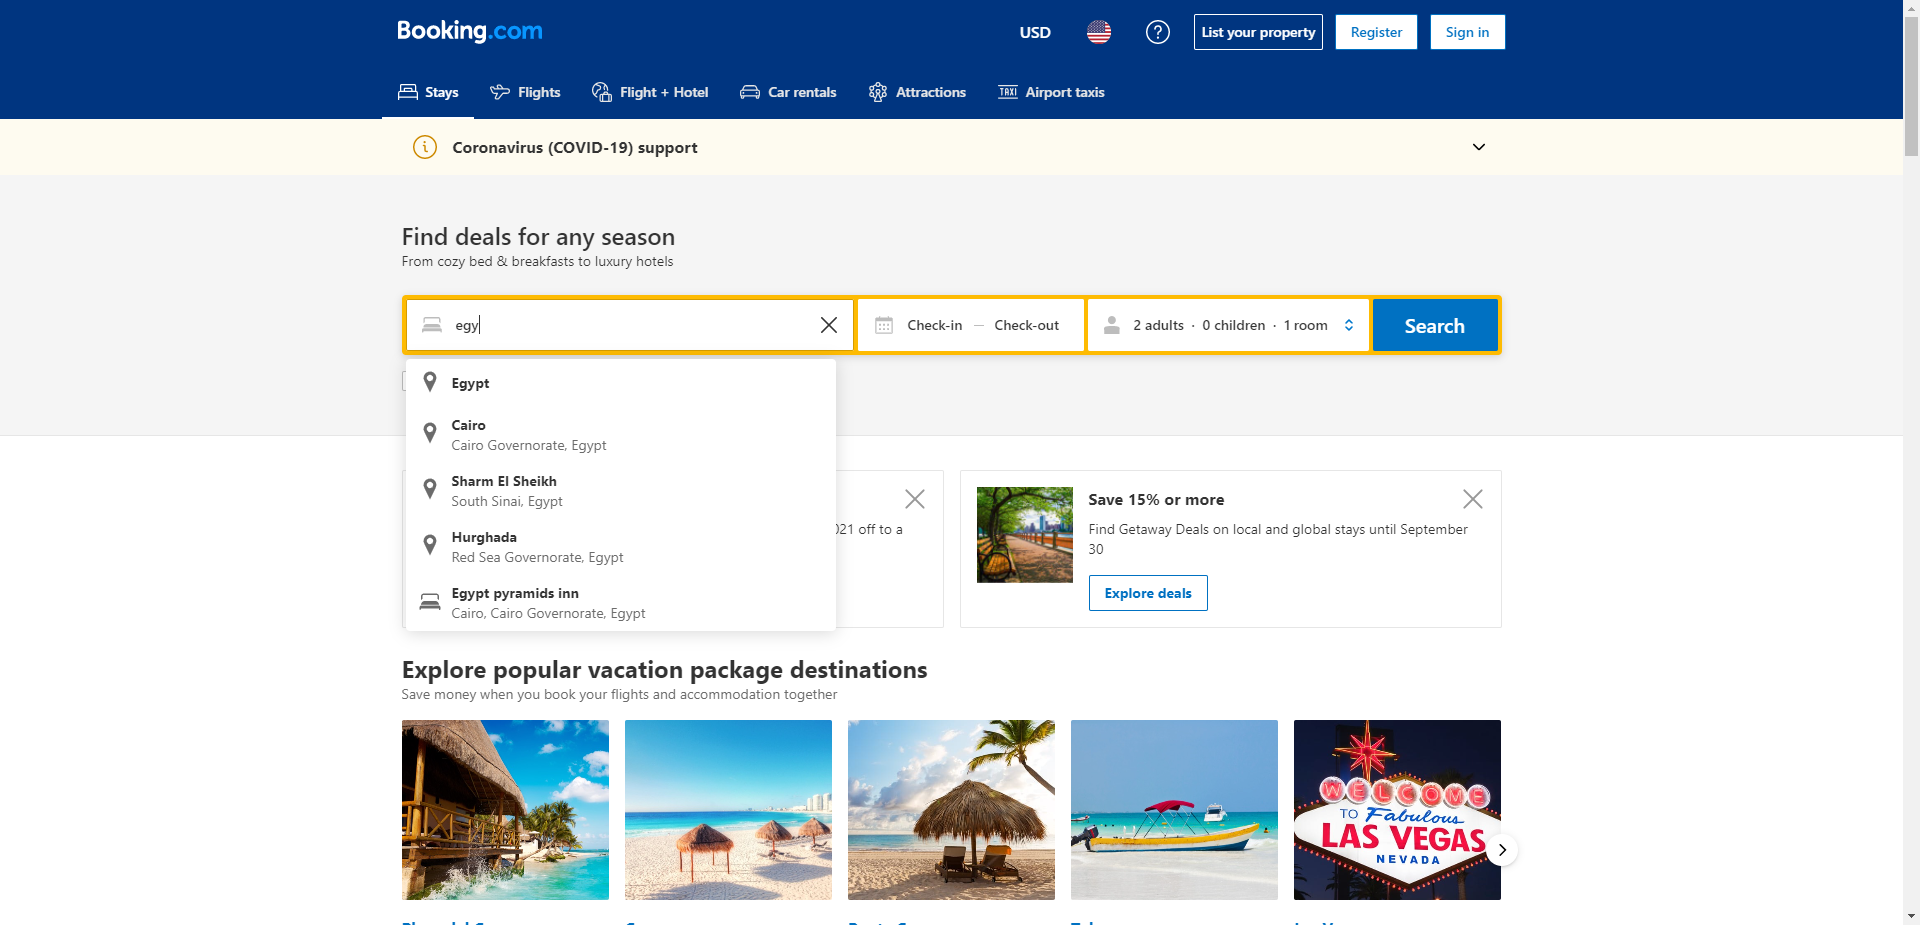 Booking.com
USD
List your property
Register
Sign in
Stays
Flights
Flight + Hotel
Car rentals
Attractions
TAXI
Airport taxis
Coronavirus (COVID-19) support
Find deals for any season
From cozy bed & breakfasts to luxury hotels
egy
Check-in — Check-out
2 adults · 0 children · 1 room
Search
Egypt
Cairo
Cairo Governorate, Egypt
Sharm El Sheikh
South Sinai, Egypt
Hurghada
Red Sea Governorate, Egypt
Egypt pyramids inn
Cairo, Cairo Governorate, Egypt
021 off to a
Save 15% or more
Find Getaway Deals on local and global stays until September
30
Explore deals
Explore popular vacation package destinations
Save money when you book your flights and accommodation together
WELCOME
TO Fabulous
LAS VEGAS
NEVADA